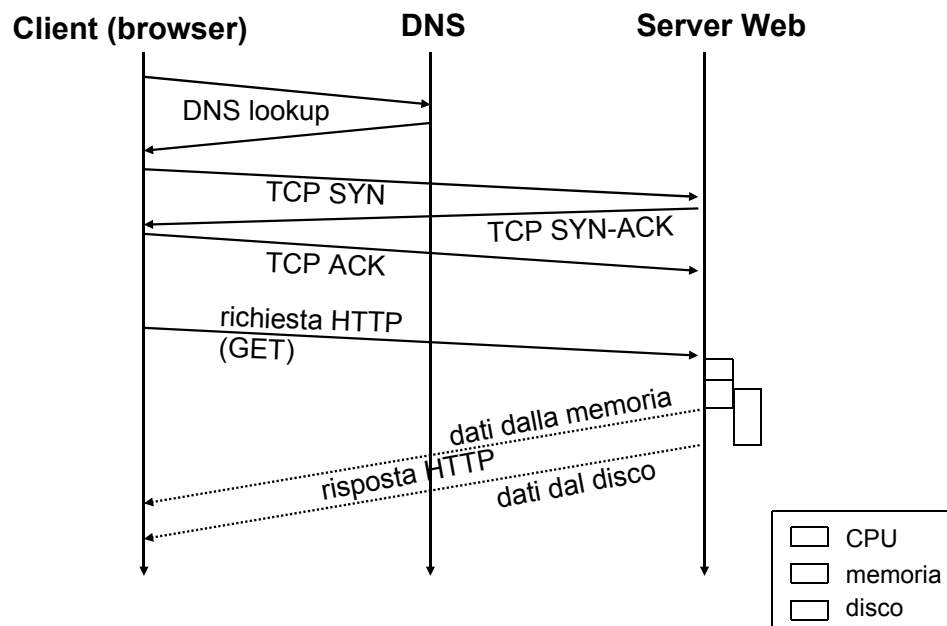 Client (browser)
DNS
Server Web
DNS lookup
TCP SYN
TCP SYN-ACK
TCP ACK
richiesta HTTP
(GET)
dati dalla memoria
risposta HTTP
dati dal disco
CPU
memoria
disco